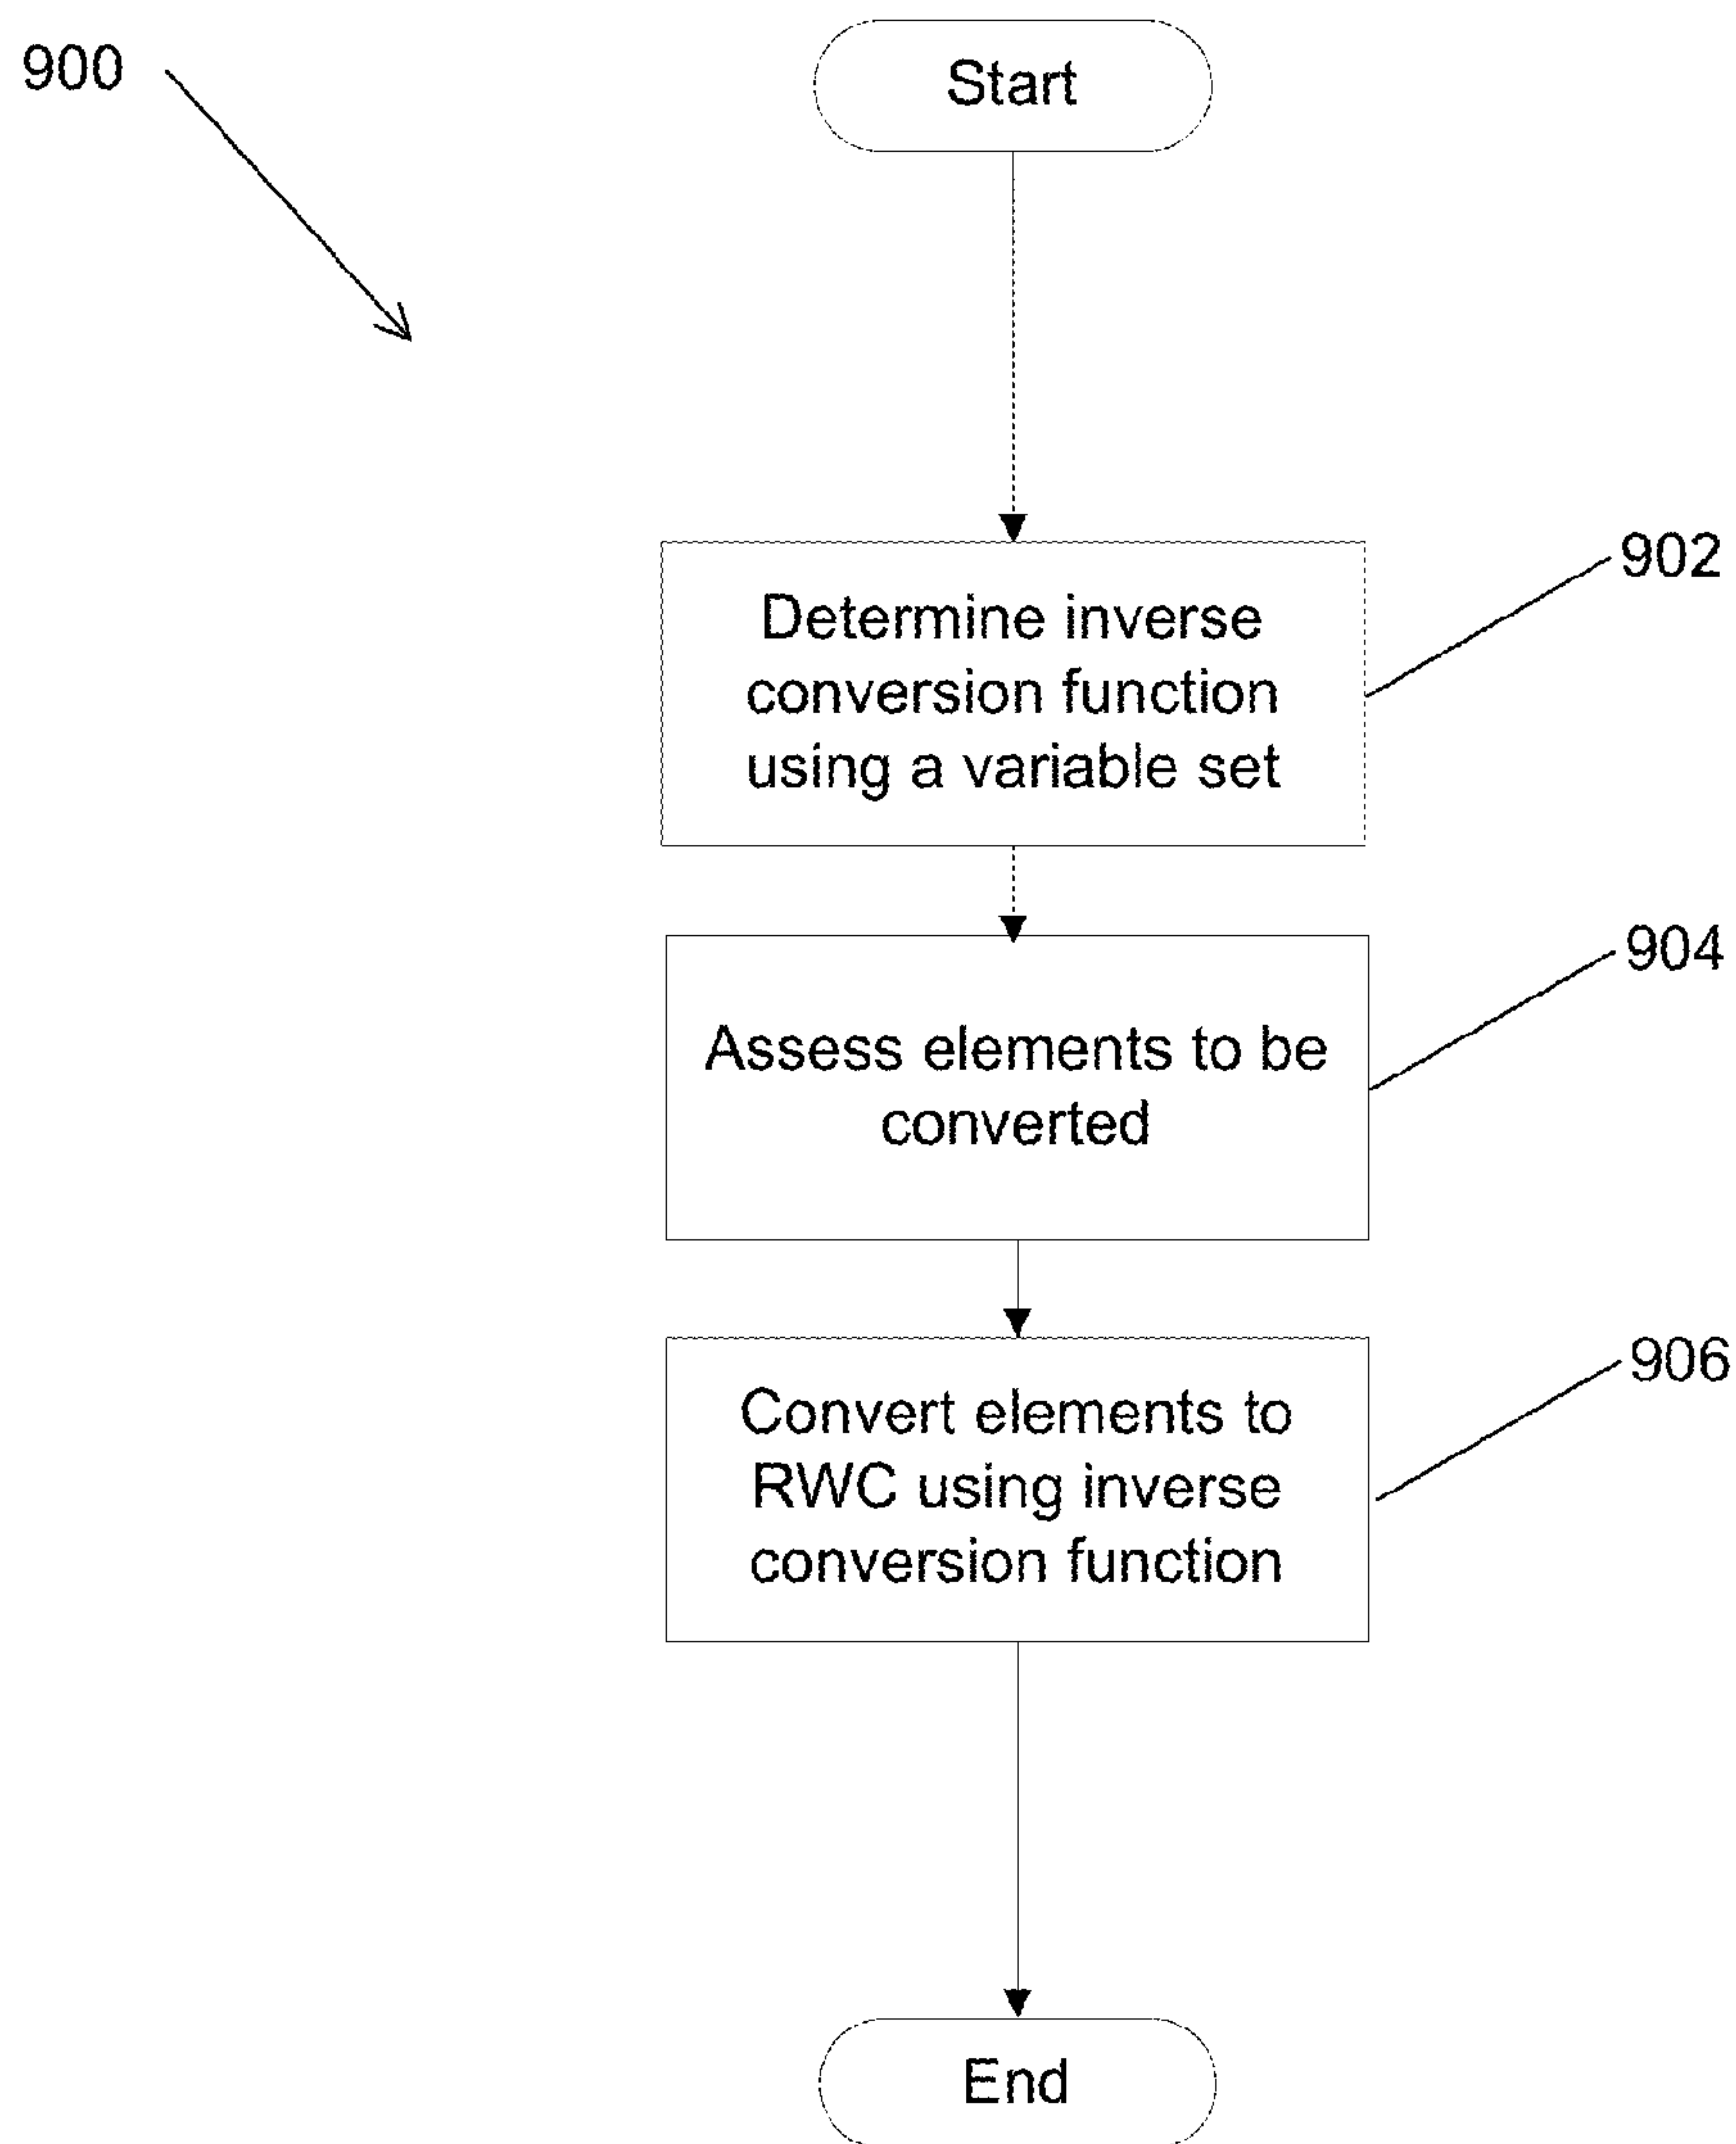 900
Start
902
Determine inverse
conversion function
using a variable set
904
Assess elements to be
converted
906
Convert elements to
RWC using inverse
conversion function
End